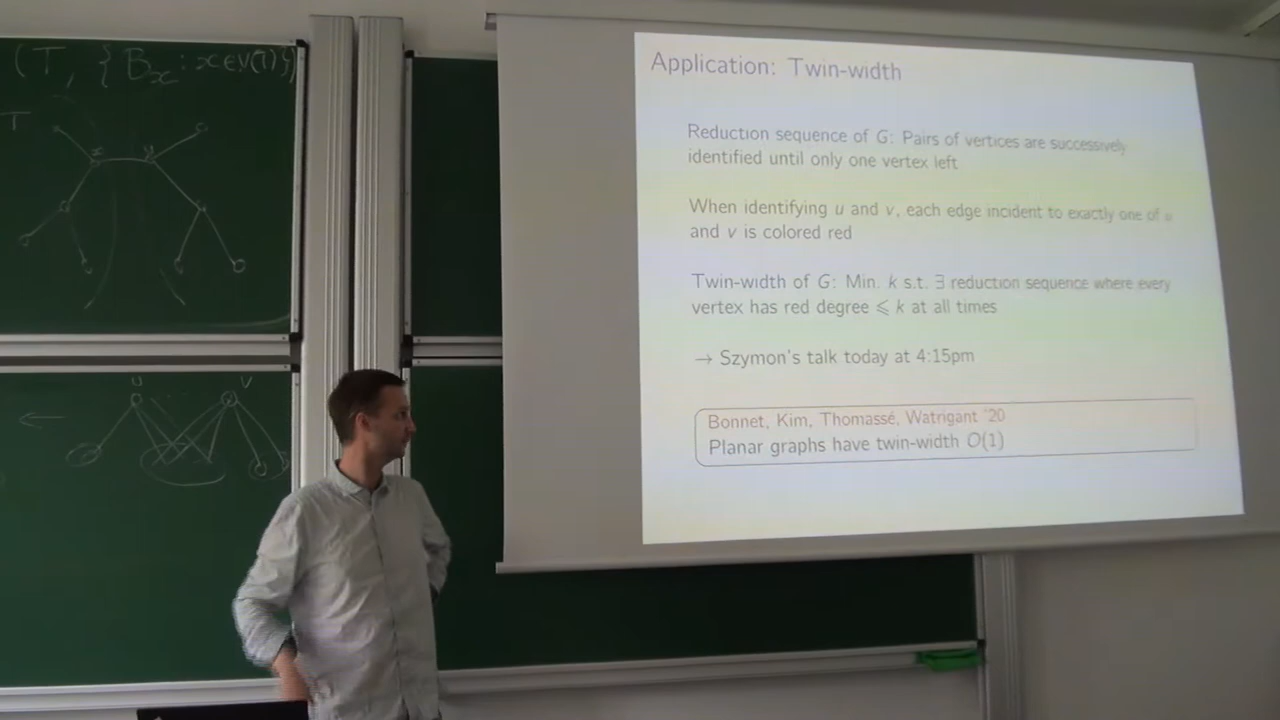 (T, { B_x : x ∈ V(T) })
T
x y
u v
Application: Twin-width
Reduction sequence of G: Pairs of vertices are successively
identified until only one vertex left
When identifying u and v, each edge incident to exactly one of u
and v is colored red
Twin-width of G: Min. k s.t. ∃ reduction sequence where every
vertex has red degree ⩽ k at all times
→ Szymon's talk today at 4:15pm
Bonnet, Kim, Thomassé, Watrigant '20
Planar graphs have twin-width O(1)